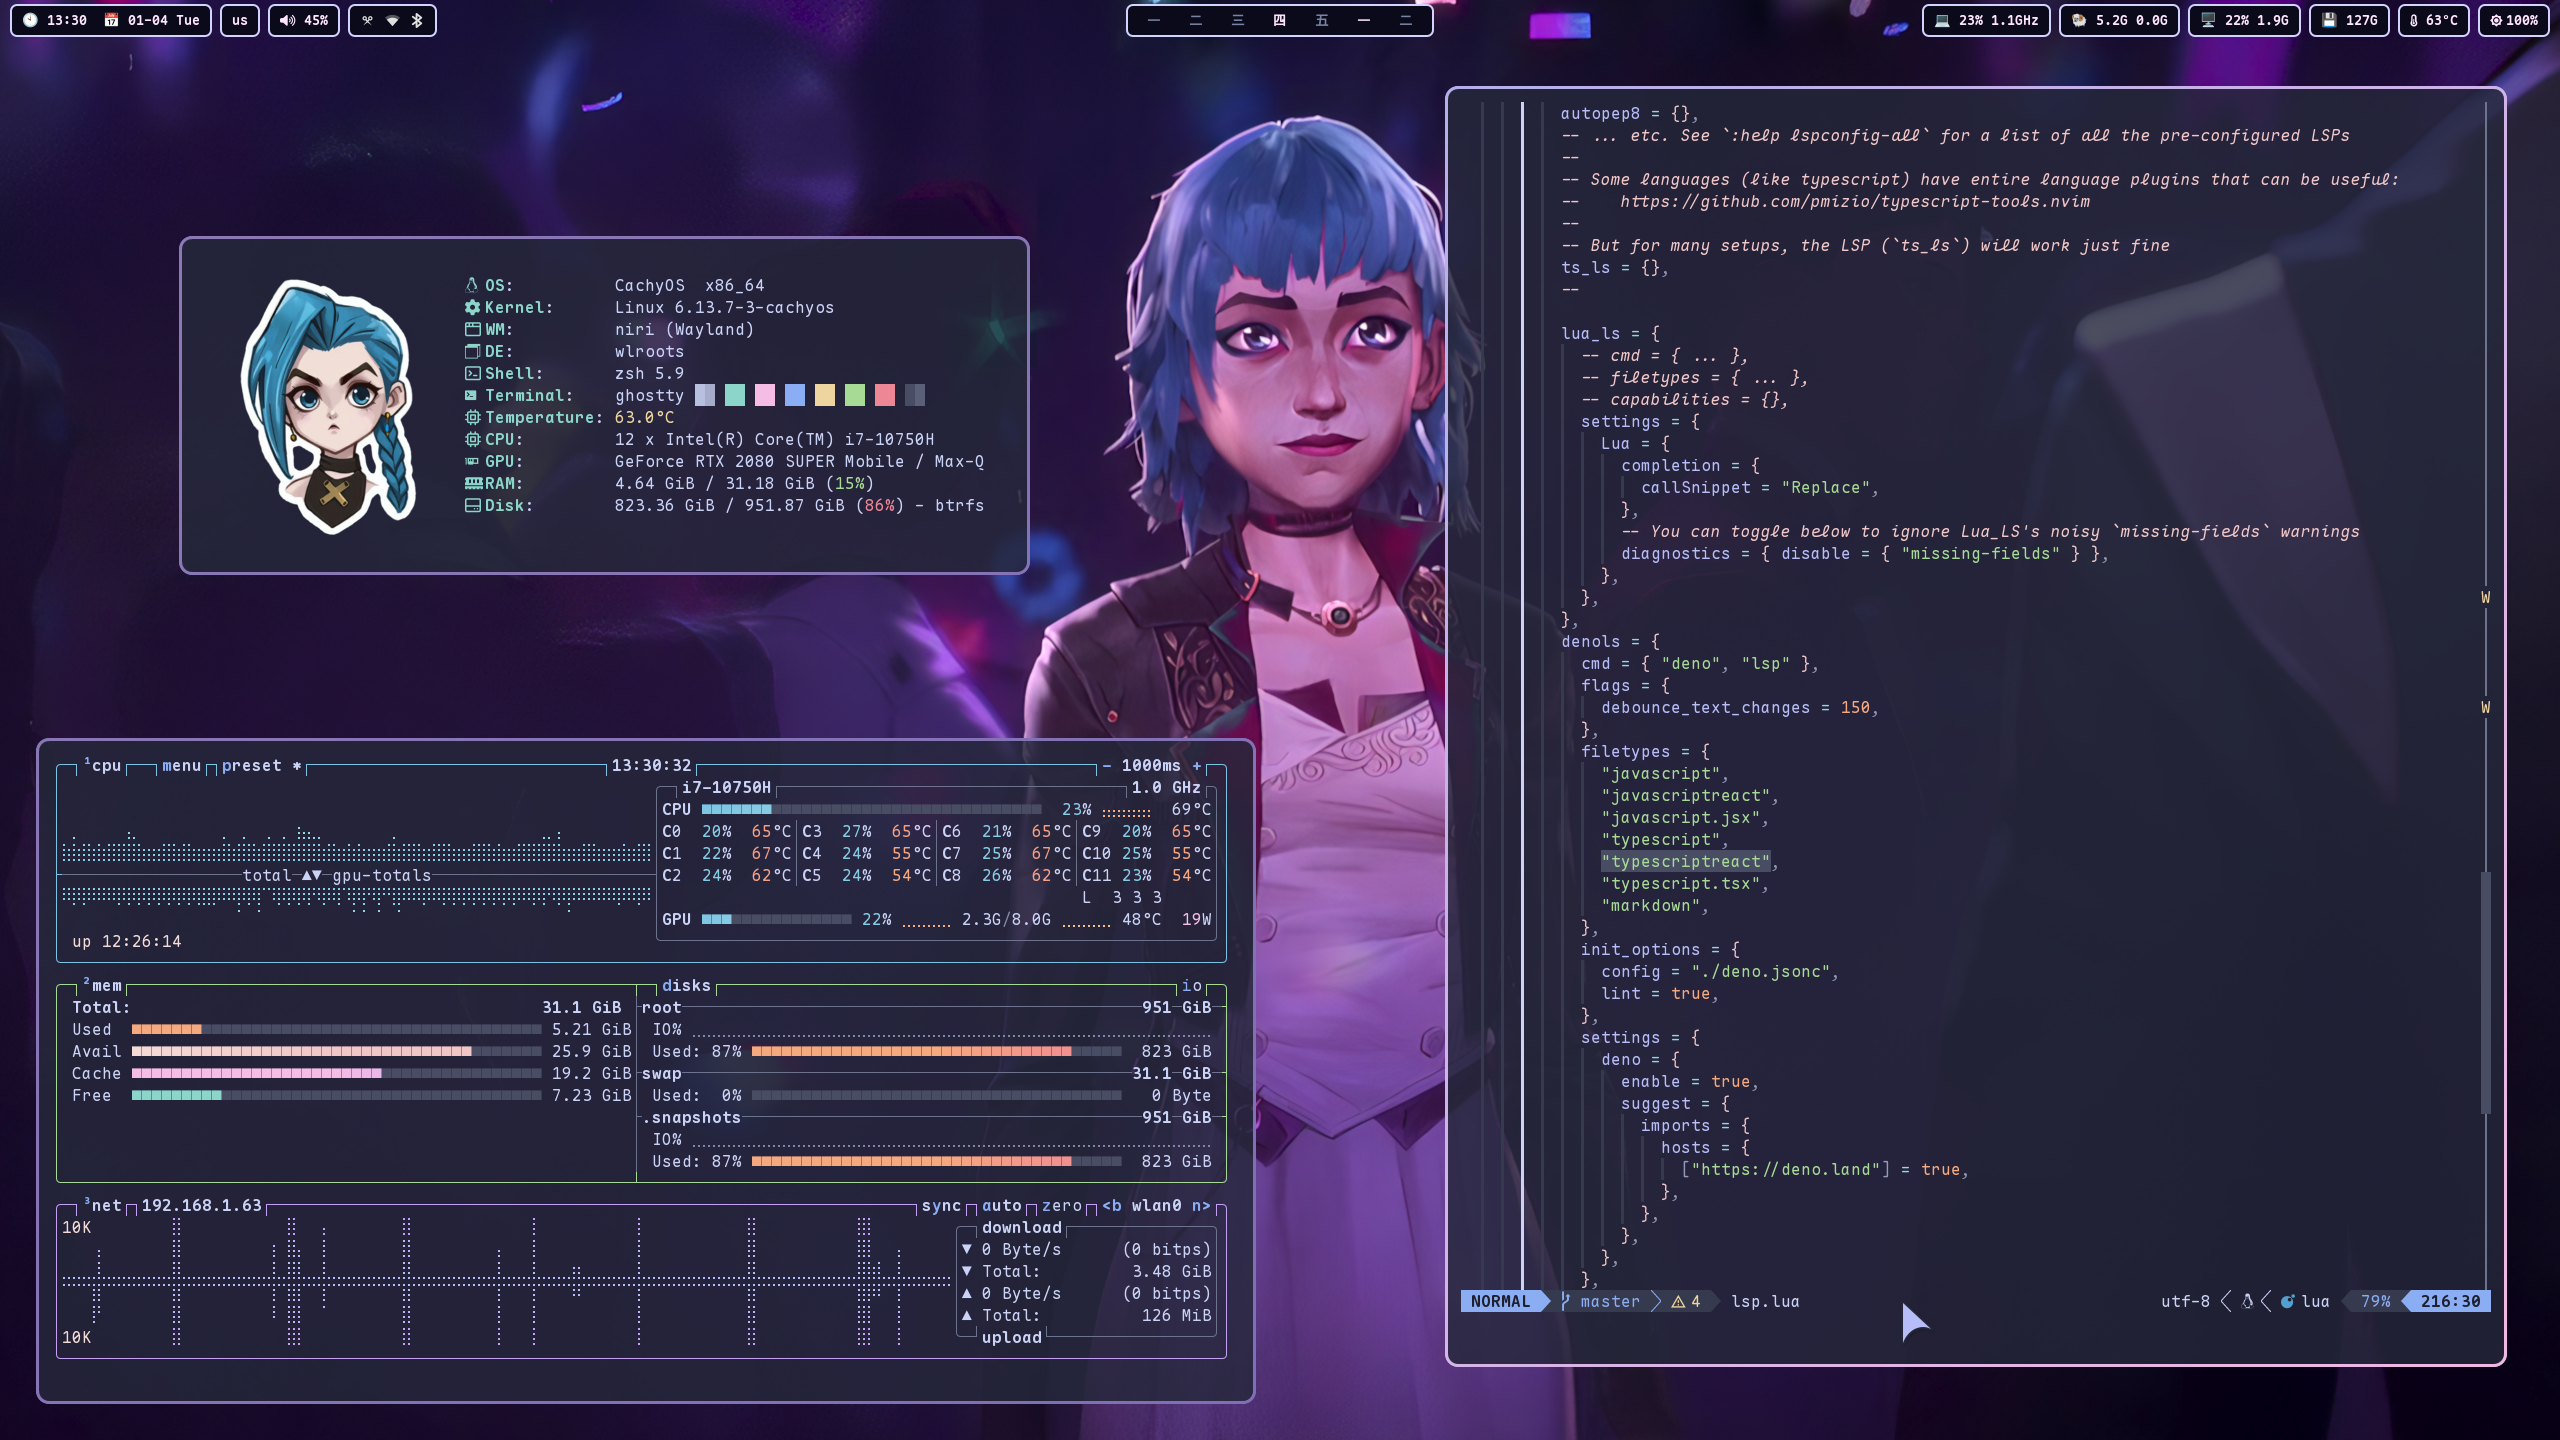 13:30 01-04 Tue us 45%
一 二 三 四 五 一 二
23% 1.1GHz 5.2G 0.0G 22% 1.9G 127G 63°C 100%
OS: CachyOS x86_64
Kernel: Linux 6.13.7-3-cachyos
WM: niri (Wayland)
DE: wlroots
Shell: zsh 5.9
Terminal: ghostty
Temperature: 63.0°C
CPU: 12 x Intel(R) Core(TM) i7-10750H
GPU: GeForce RTX 2080 SUPER Mobile / Max-Q
RAM: 4.64 GiB / 31.18 GiB (15%)
Disk: 823.36 GiB / 951.87 GiB (86%) - btrfs
¹cpu menu preset * 13:30:32 - 1000ms +
i7-10750H 1.0 GHz
CPU 23% 69°C
C0 20% 65°C C3 27% 65°C C6 21% 65°C C9 20% 65°C
C1 22% 67°C C4 24% 55°C C7 25% 67°C C10 25% 55°C
total ▲▼ gpu-totals
C2 24% 62°C C5 24% 54°C C8 26% 62°C C11 23% 54°C
L 3 3 3
GPU 22% 2.3G/8.0G 48°C 19W
up 12:26:14
²mem disks io
Total: 31.1 GiB
Used 5.21 GiB
Avail 25.9 GiB
Cache 19.2 GiB
Free 7.23 GiB
root 951 GiB
IO%
Used: 87% 823 GiB
swap 31.1 GiB
Used: 0% 0 Byte
.snapshots 951 GiB
IO%
Used: 87% 823 GiB
³net 192.168.1.63 sync auto zero <b wlan0 n>
10K
download
▼ 0 Byte/s (0 bitps)
▼ Total: 3.48 GiB
▲ 0 Byte/s (0 bitps)
▲ Total: 126 MiB
10K
upload
autopep8 = {},
-- ... etc. See `:help lspconfig-all` for a list of all the pre-configured LSPs
--
-- Some languages (like typescript) have entire language plugins that can be useful:
--    https://github.com/pmizio/typescript-tools.nvim
--
-- But for many setups, the LSP (`ts_ls`) will work just fine
ts_ls = {},
--
lua_ls = {
-- cmd = { ... },
-- filetypes = { ... },
-- capabilities = {},
settings = {
Lua = {
completion = {
callSnippet = "Replace",
},
-- You can toggle below to ignore Lua_LS's noisy `missing-fields` warnings
diagnostics = { disable = { "missing-fields" } },
},
},
W
},
denols = {
cmd = { "deno", "lsp" },
flags = {
debounce_text_changes = 150,
W
},
filetypes = {
"javascript",
"javascriptreact",
"javascript.jsx",
"typescript",
"typescriptreact",
"typescript.tsx",
"markdown",
},
init_options = {
config = "./deno.jsonc",
lint = true,
},
settings = {
deno = {
enable = true,
suggest = {
imports = {
hosts = {
["https://deno.land"] = true,
},
},
},
},
},
NORMAL master 4 lsp.lua utf-8 lua 79% 216:30